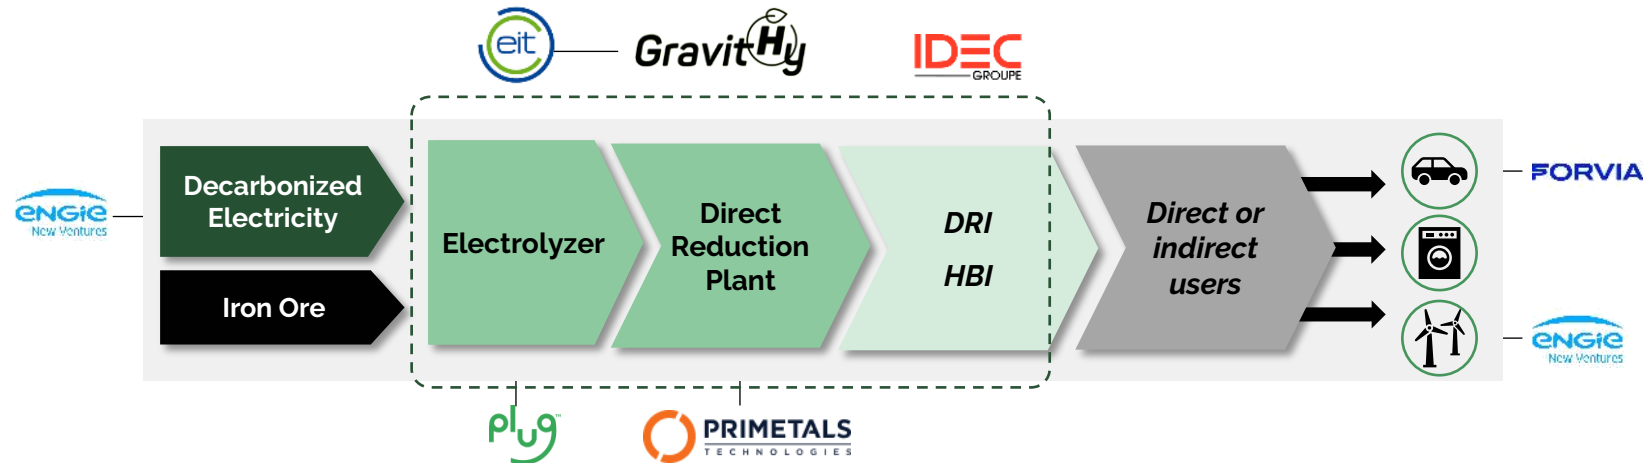 eit
GravitHy
IDEC
GROUPE
Decarbonized
Electricity
Iron Ore
ENGIE
New Ventures
Electrolyzer
Direct
Reduction
Plant
DRI
HBI
Direct or
indirect
users
FORVIA
ENGIE
New Ventures
plug™
PRIMETALS
TECHNOLOGIES